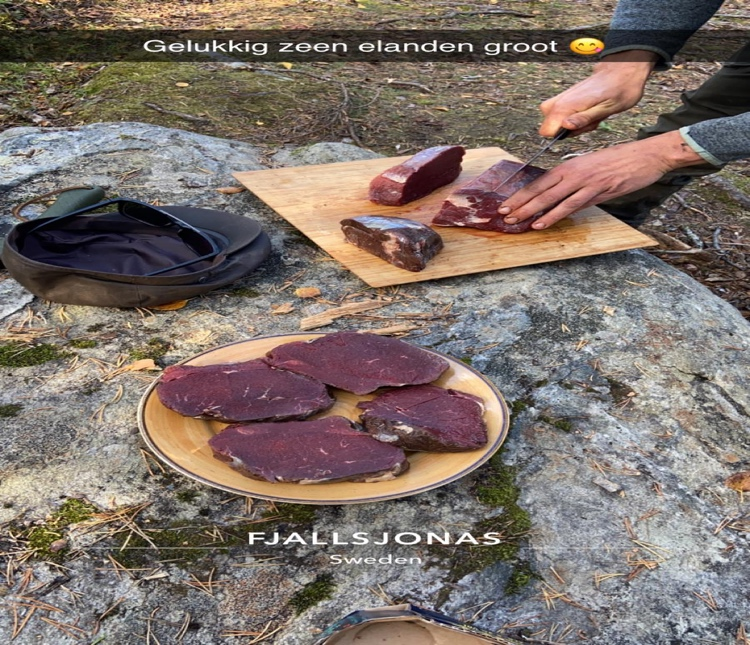 Gelukkig zeen elanden groot 😋
FJALLSJONAS
Sweden